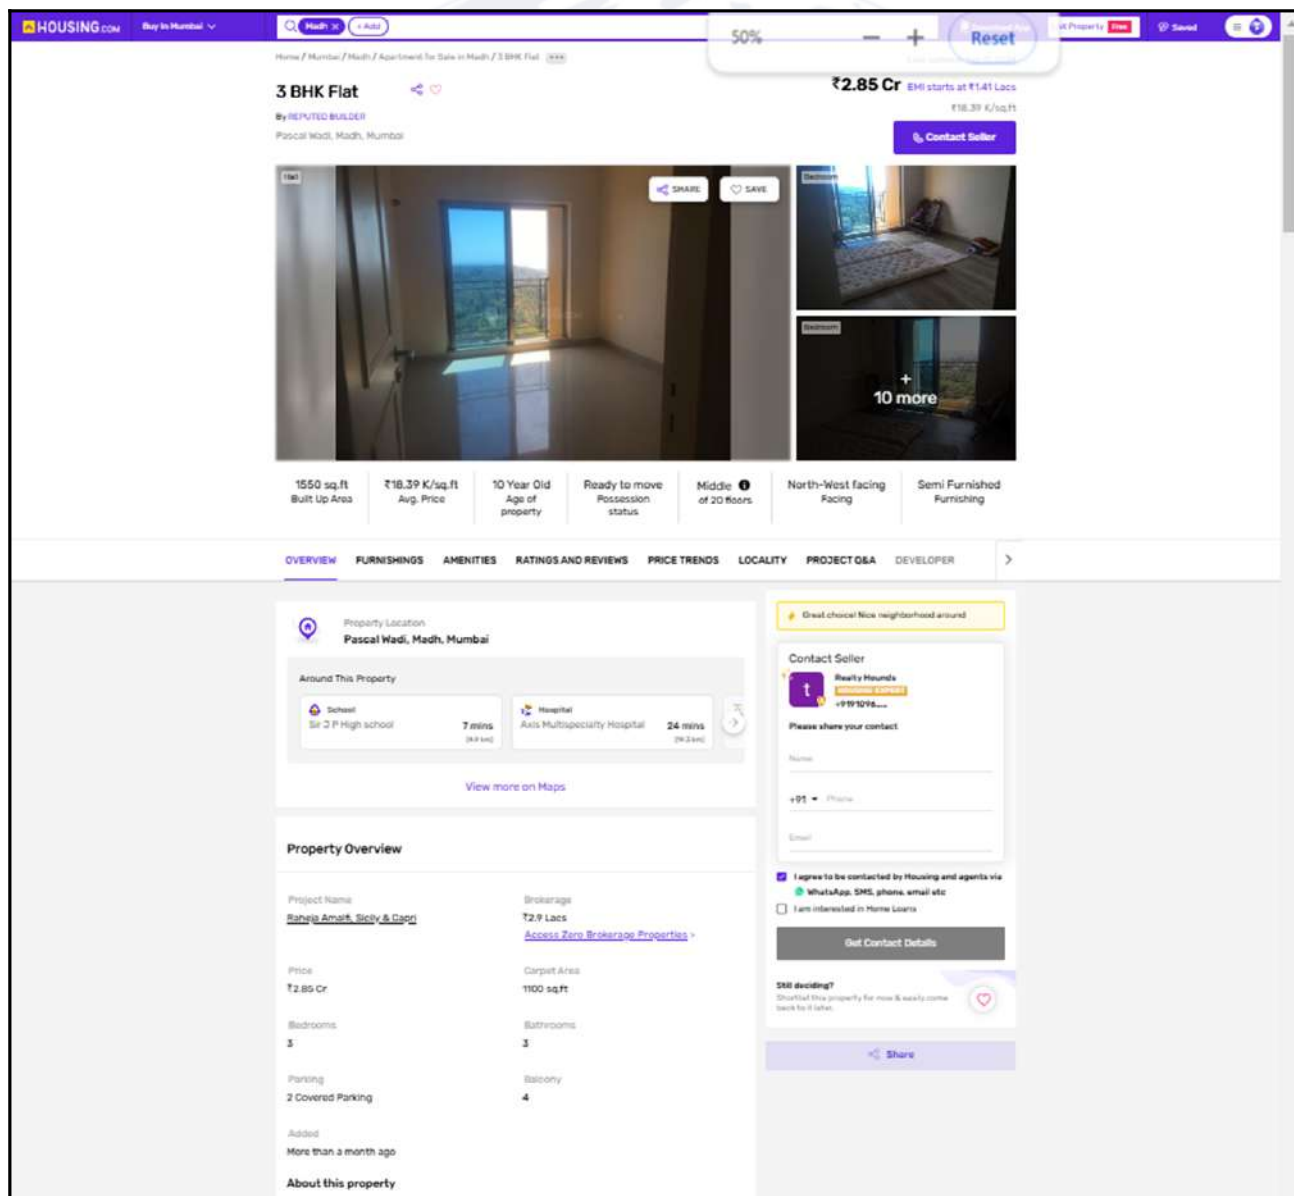 HOUSING.COM
Buy in Mumbai
Madh ×
+ Add
50%
− +
Reset
Property Free
Saved
Home / Mumbai / Madh / Apartment for Sale in Madh / 3 BHK Flat
3 BHK Flat
₹2.85 Cr EMI starts at ₹1.41 Lacs
By REPUTED BUILDER
₹18.39 K/sq.ft
Pascal Wadi, Madh, Mumbai
Contact Seller
Hall
SHARE
SAVE
Bedroom
Bedroom
+
10 more
1550 sq.ft
Built Up Area
₹18.39 K/sq.ft
Avg. Price
10 Year Old
Age of
property
Ready to move
Possession
status
Middle
of 20 floors
North-West facing
Facing
Semi Furnished
Furnishing
OVERVIEW FURNISHINGS AMENITIES RATINGS AND REVIEWS PRICE TRENDS LOCALITY PROJECT Q&A DEVELOPER
Property Location
Pascal Wadi, Madh, Mumbai
Around This Property
School
Sir J P High school 7 mins
Hospital
Axis Multispecialty Hospital 24 mins
View more on Maps
Property Overview
Project Name
Raheja Amalfi, Sicily & Capri
Brokerage
₹2.9 Lacs
Access Zero Brokerage Properties >
Price
₹2.85 Cr
Carpet Area
1100 sq.ft
Bedrooms
3
Bathrooms
3
Parking
2 Covered Parking
Balcony
4
Added
More than a month ago
About this property
Great choice! Nice neighborhood around
Contact Seller
t
Realty Hounds
HOUSING EXPERT
+9191096.....
Please share your contact
Name
+91 Phone
Email
I agree to be contacted by Housing and agents via
WhatsApp, SMS, phone, email etc
I am interested in Home Loans
Get Contact Details
Still deciding?
Shortlist this property for now & easily come
back to it later.
Share